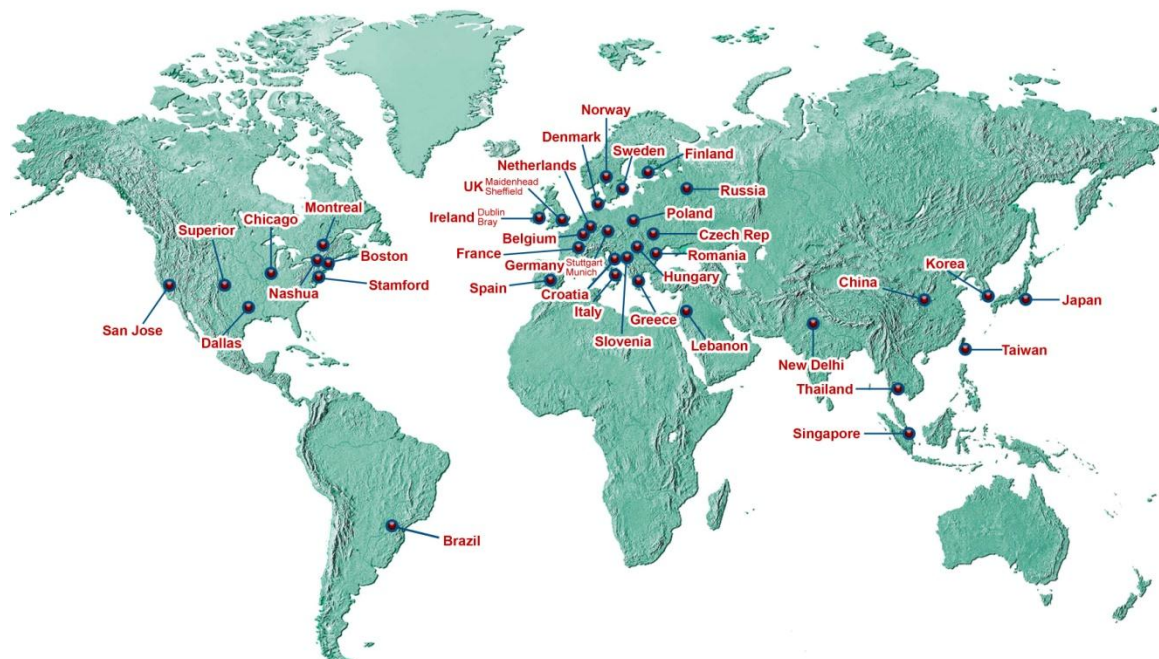 Norway
Denmark
Sweden
Netherlands
Finland
UK Maidenhead
Sheffield
Russia
Montreal
Chicago
Ireland Dublin
Bray
Poland
Superior
Belgium
Czech Rep
France
Boston
Romania
Germany Stuttgart
Munich
Hungary
Korea
Spain
China
Nashua
Stamford
Croatia
Japan
Italy
Greece
San Jose
Dallas
Slovenia
Lebanon
Taiwan
New Delhi
Thailand
Singapore
Brazil